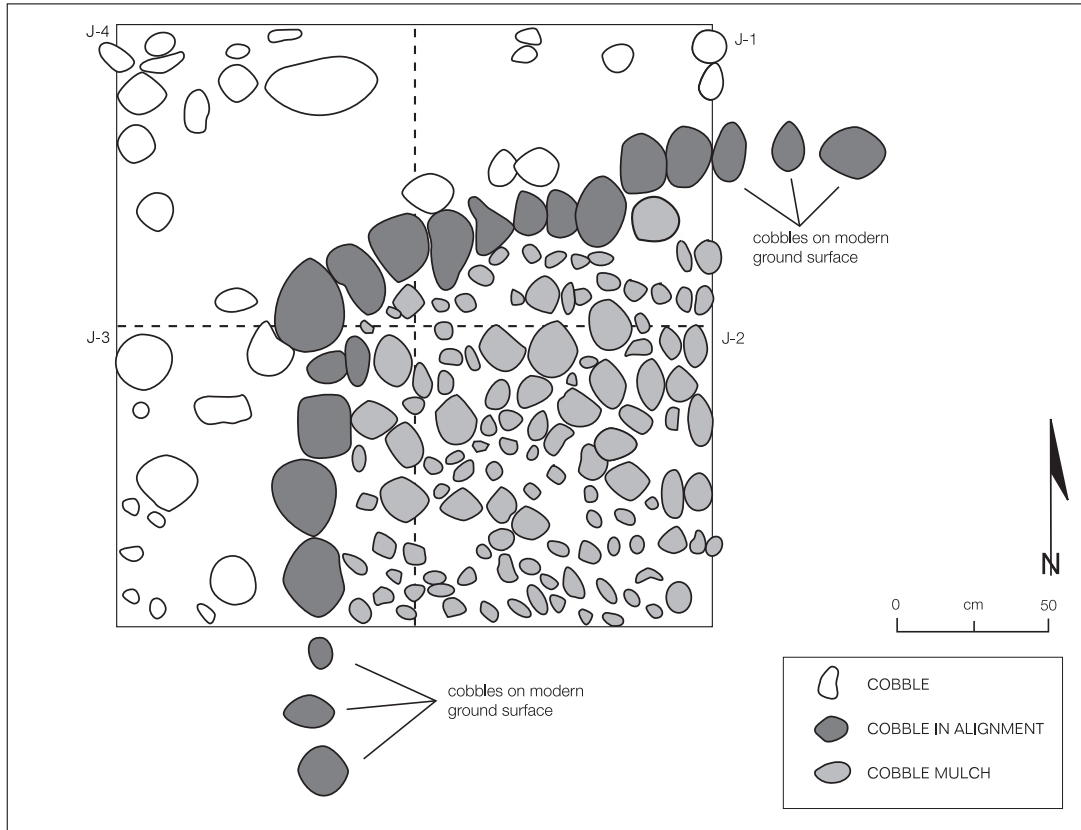 J-4
J-1
cobbles on modern
ground surface
J-3
J-2
N
0 cm 50
cobbles on modern
ground surface
COBBLE
COBBLE IN ALIGNMENT
COBBLE MULCH